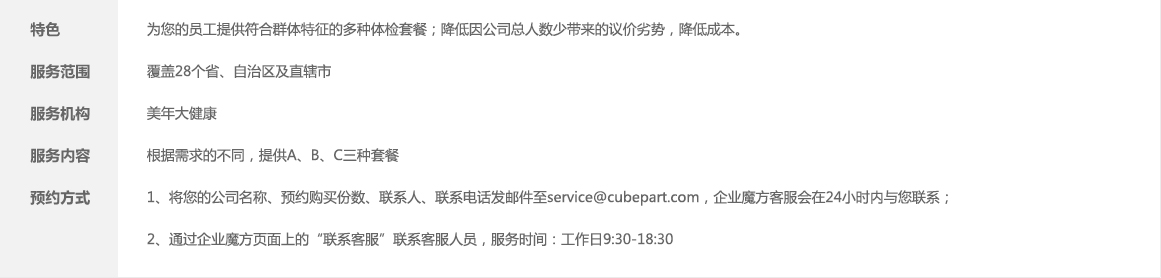 特色 为您的员工提供符合群体特征的多种体检套餐；降低因公司总人数少带来的议价劣势，降低成本。
服务范围 覆盖28个省、自治区及直辖市
服务机构 美年大健康
服务内容 根据需求的不同，提供A、B、C三种套餐
预约方式 1、将您的公司名称、预约购买份数、联系人、联系电话发邮件至service@cubepart.com，企业魔方客服会在24小时内与您联系；
2、通过企业魔方页面上的“联系客服”联系客服人员，服务时间：工作日9:30-18:30